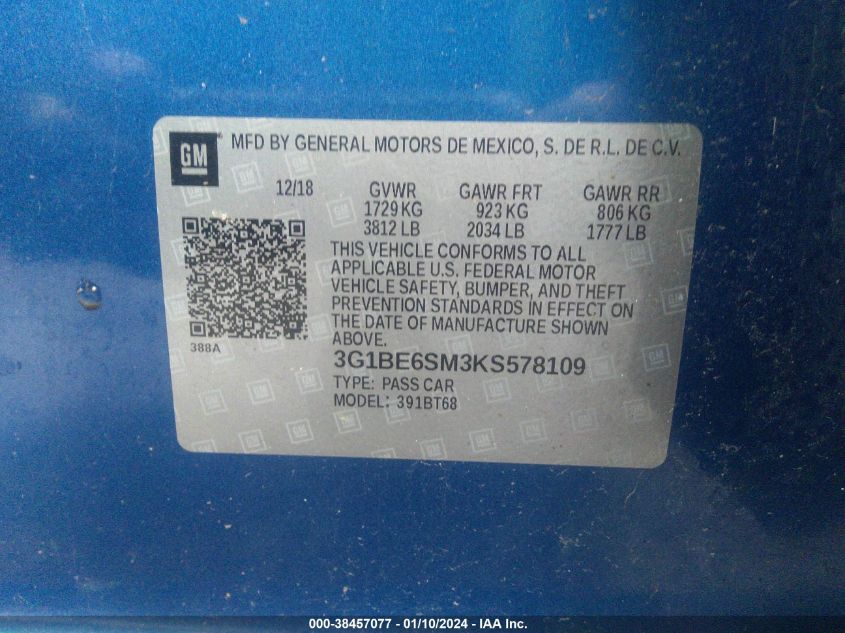 GM
MFD BY GENERAL MOTORS DE MEXICO, S. DE R.L. DE C.V.
12/18 GVWR GAWR FRT GAWR RR
1729 KG 923 KG 806 KG
3812 LB 2034 LB 1777 LB
THIS VEHICLE CONFORMS TO ALL
APPLICABLE U.S. FEDERAL MOTOR
VEHICLE SAFETY, BUMPER, AND THEFT
PREVENTION STANDARDS IN EFFECT ON
THE DATE OF MANUFACTURE SHOWN
ABOVE.
388A
3G1BE6SM3KS578109
TYPE: PASS CAR
MODEL: 391BT68
000-38457077 - 01/10/2024 - IAA Inc.